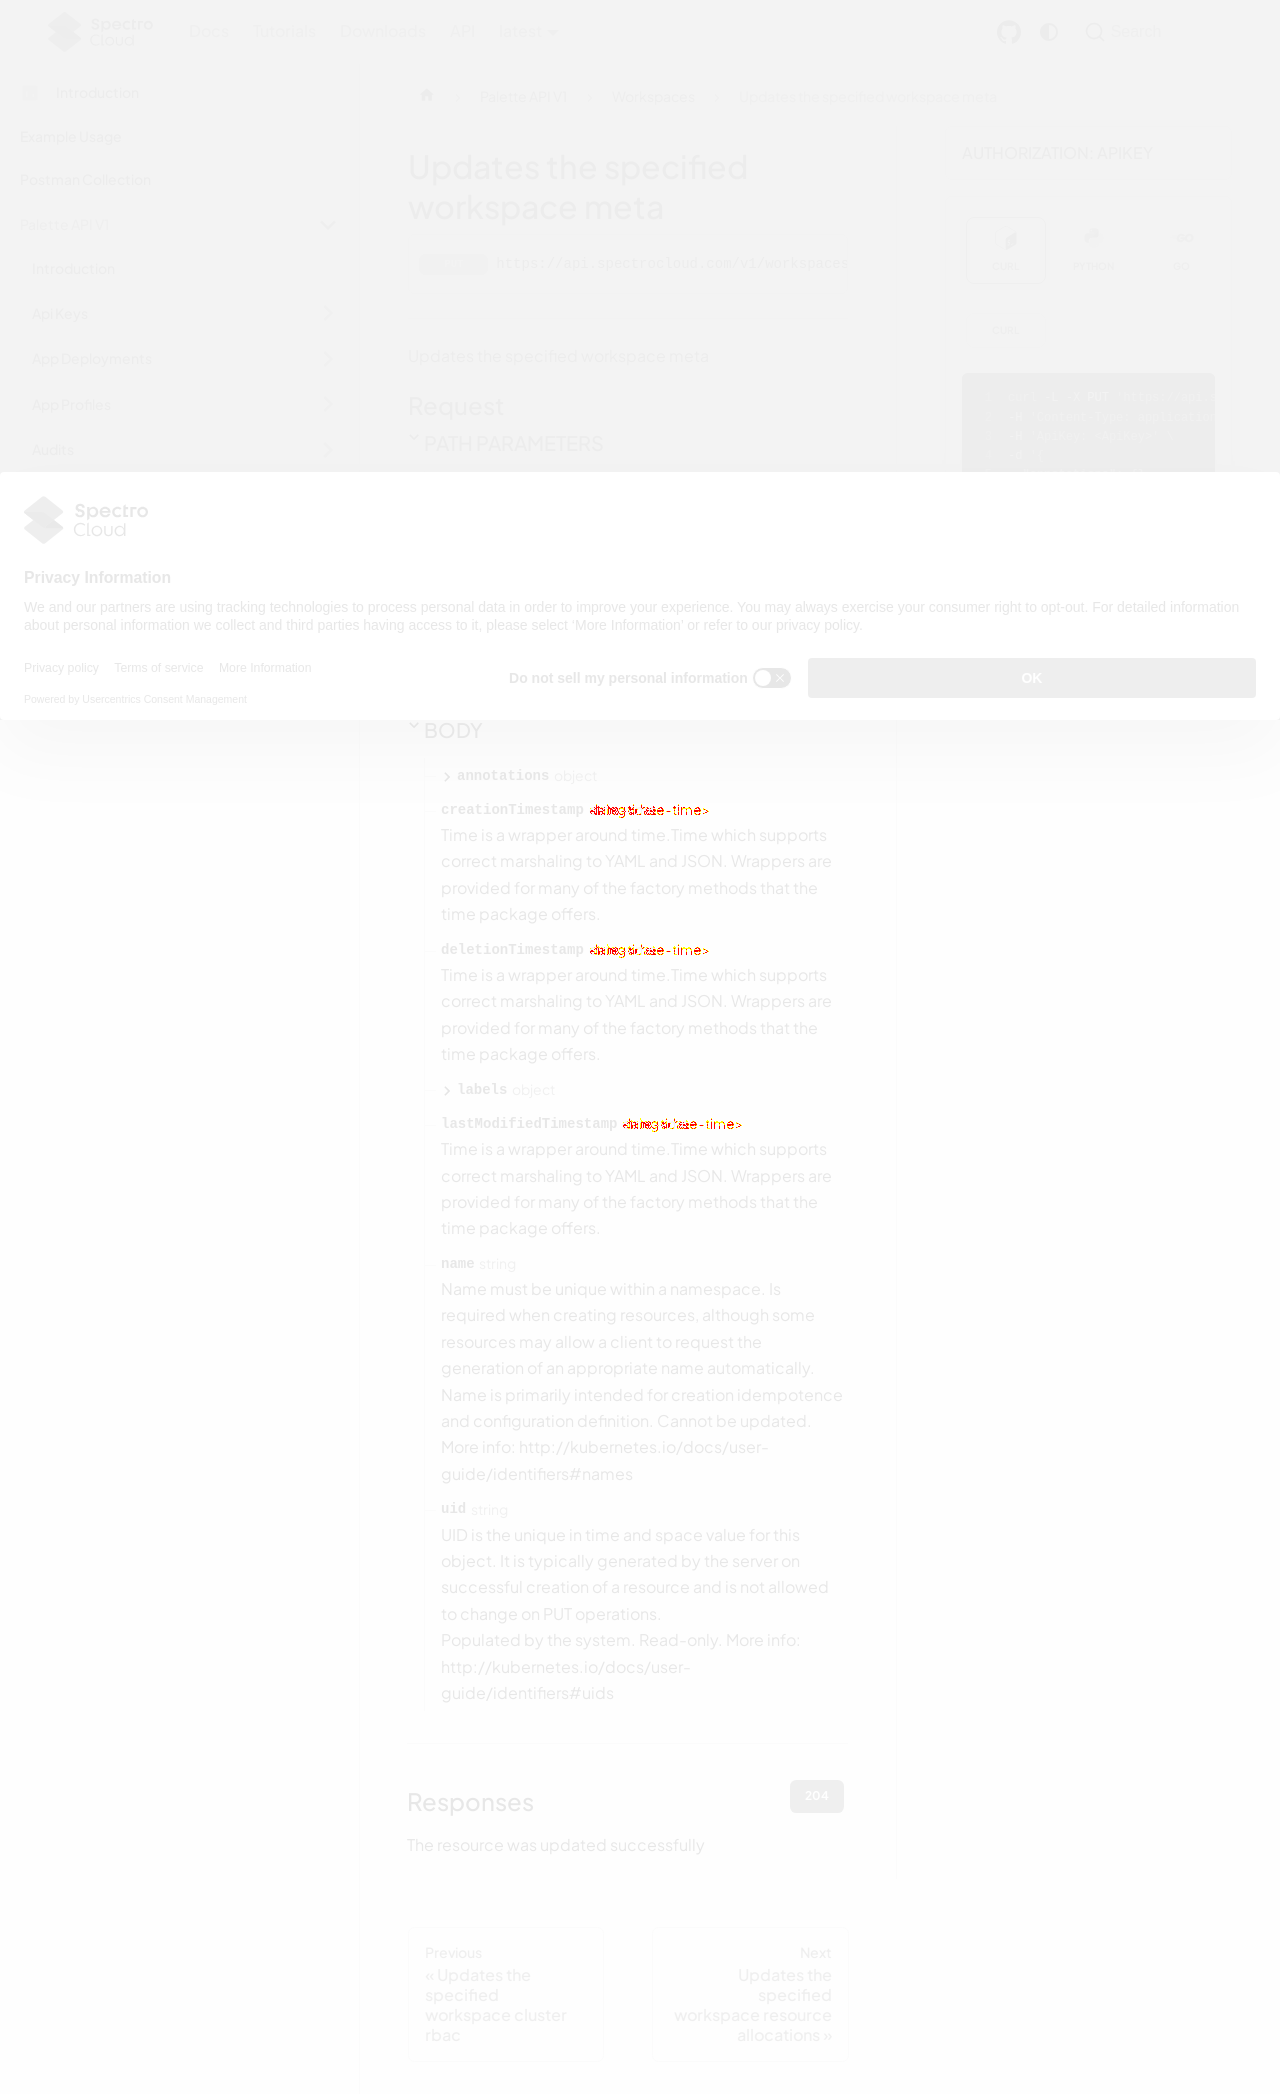 Spectro
Cloud
Docs Tutorials Downloads API latest
Search
Introduction
Example Usage
Postman Collection
Palette API V1
Introduction
Api Keys
App Deployments
App Profiles
Audits
Palette API V1
Workspaces
Updates the specified workspace meta
Updates the specified
workspace meta
https://api.spectrocloud.com/v1/workspaces
Updates the specified workspace meta
Request
PATH PARAMETERS
AUTHORIZATION: APIKEY
CURL PYTHON GO
CURL
PUT
Spectro
Cloud
Privacy Information
We and our partners are using tracking technologies to process personal data in order to improve your experience. You may always exercise your consumer right to opt-out. For detailed information
about personal information we collect and third parties having access to it, please select 'More Information' or refer to our privacy policy.
Privacy policy Terms of service More Information
Powered by Usercentrics Consent Management
Do not sell my personal information
OK
BODY
annotations object
creationTimestamp
Time is a wrapper around time.Time which supports
correct marshaling to YAML and JSON. Wrappers are
provided for many of the factory methods that the
time package offers.
deletionTimestamp
Time is a wrapper around time.Time which supports
correct marshaling to YAML and JSON. Wrappers are
provided for many of the factory methods that the
time package offers.
labels object
lastModifiedTimestamp
Time is a wrapper around time.Time which supports
correct marshaling to YAML and JSON. Wrappers are
provided for many of the factory methods that the
time package offers.
name string
Name must be unique within a namespace. Is
required when creating resources, although some
resources may allow a client to request the
generation of an appropriate name automatically.
Name is primarily intended for creation idempotence
and configuration definition. Cannot be updated.
More info: http://kubernetes.io/docs/user-
guide/identifiers#names
uid string
UID is the unique in time and space value for this
object. It is typically generated by the server on
successful creation of a resource and is not allowed
to change on PUT operations.
Populated by the system. Read-only. More info:
http://kubernetes.io/docs/user-
guide/identifiers#uids
Responses
204
The resource was updated successfully
Previous
« Updates the
specified
workspace cluster
rbac
Next
Updates the
specified
workspace resource
allocations »